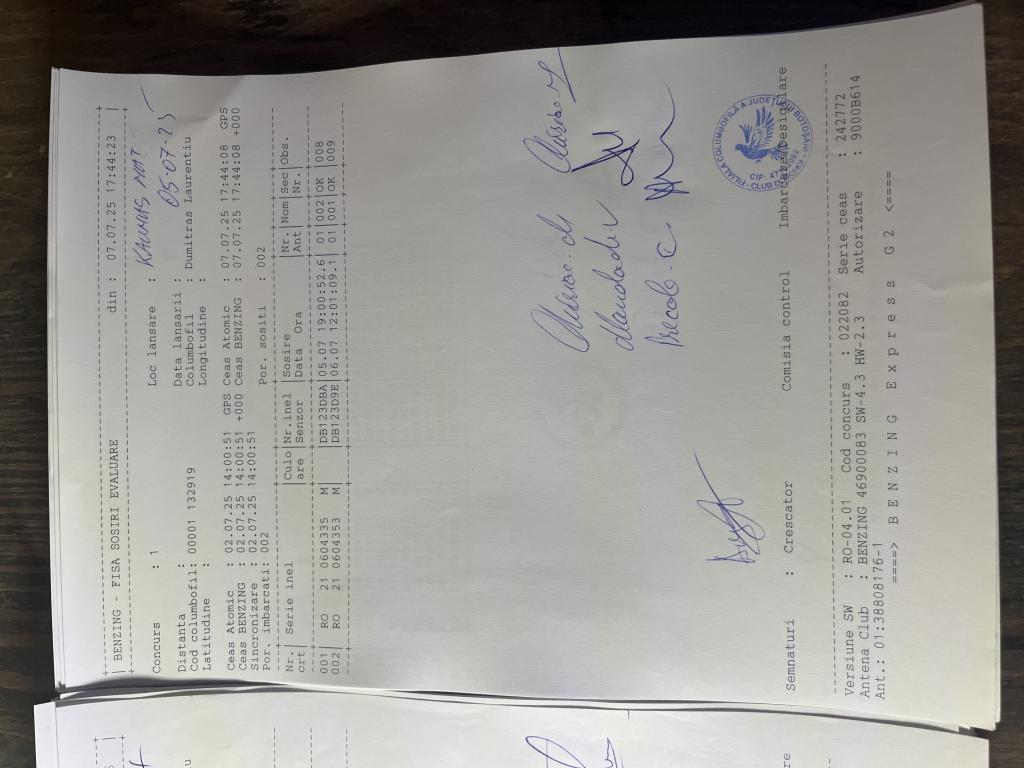 BENZING - FISA SOSIRI EVALUARE din : 07.07.25 17:44:23
Concurs : 1 Loc lansare : KAUNAS
Distanta : Data lansarii : 05-07-25
Cod columbofil: 00001 132919 Columbofil : Dumitras Laurentiu
Latitudine : Longitudine :
Ceas Atomic : 02.07.25 14:00:51 GPS Ceas Atomic : 07.07.25 17:44:08 GPS
Ceas BENZING : 02.07.25 14:00:51 +000 Ceas BENZING : 07.07.25 17:44:08 +000
Sincronizare : 02.07.25 14:00:51
Por. imbarcati: 002 Por. sositi : 002
Nr. | Serie inel |Culo |Nr.inel |Sosire |Nr. |Nom |Sec |Obs.
crt | |are |Senzor |Data Ora |Ant |Nr. |
001 | RO 21 0604335 M | |DB123DBA |05.07 19:00:52.6 | 01 |002 |OK |008
002 | RO 21 0604353 M | |DB123D9E |06.07 12:01:09.1 | 01 |001 |OK |009
FILIALA COLUMBOFILA A JUDEȚULUI BOTOȘANI
Semnaturi : Crescator Comisia control Imbarcare/Desigilare
Versiune SW : RO-04.01 Cod concurs : 022082 Serie ceas : 242772
Antena Club : BENZING 46900083 SW-4.3 HW-2.3 Autorizare : 9000B614
Ant.: 01:38808176-1
====> BENZING Express G2 <====